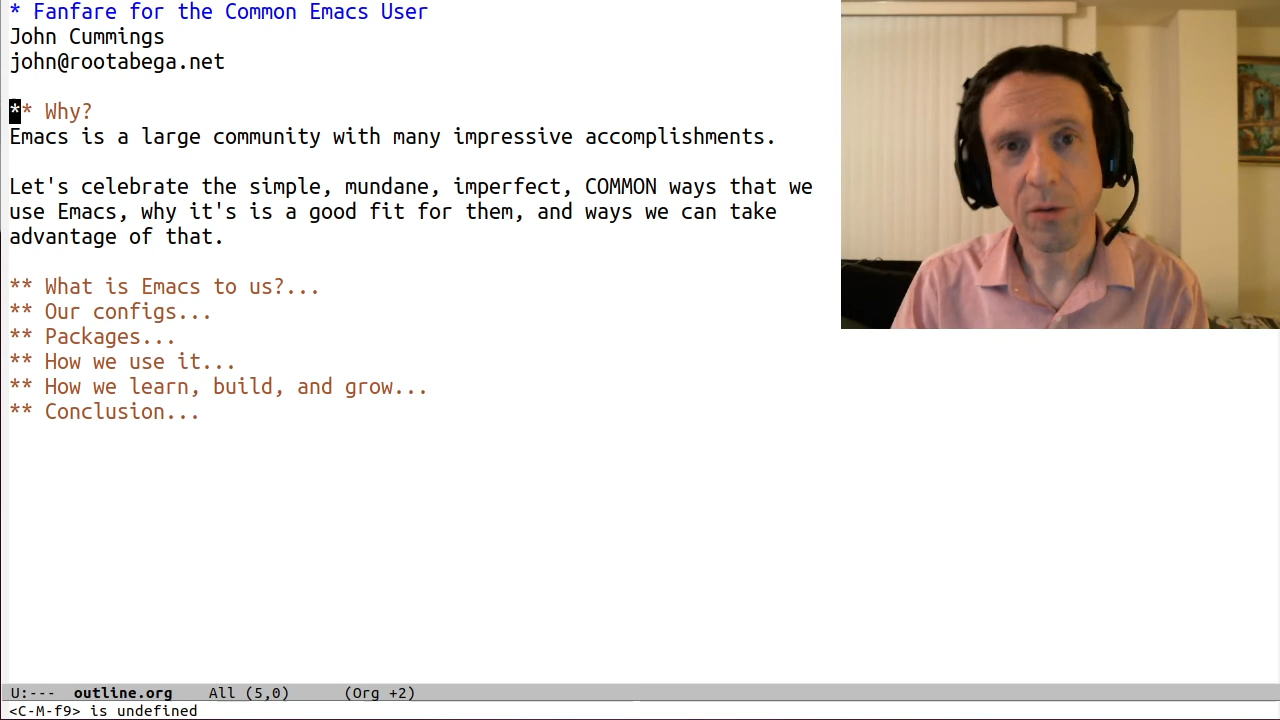 * Fanfare for the Common Emacs User
John Cummings
john@rootabega.net
** Why?
Emacs is a large community with many impressive accomplishments.
Let's celebrate the simple, mundane, imperfect, COMMON ways that we
use Emacs, why it's is a good fit for them, and ways we can take
advantage of that.
** What is Emacs to us?...
** Our configs...
** Packages...
** How we use it...
** How we learn, build, and grow...
** Conclusion...
U:---  outline.org    All (5,0)      (Org +2)
<C-M-f9> is undefined